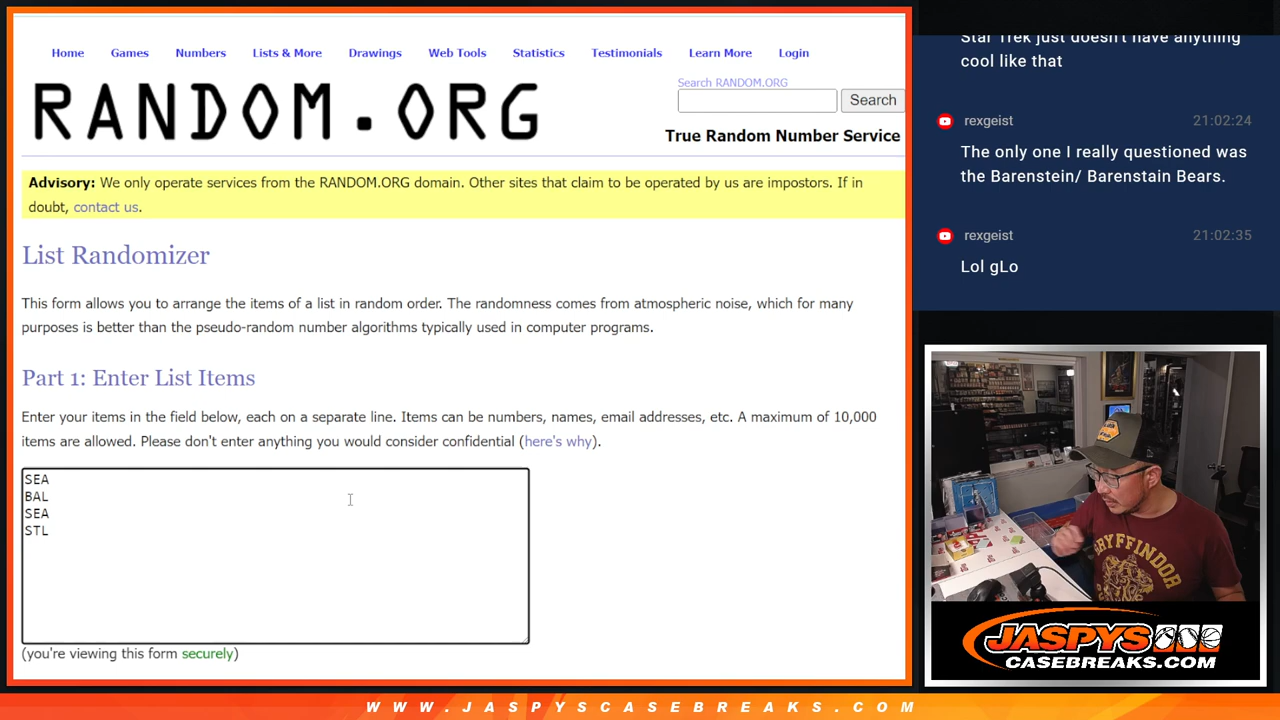 Home Games Numbers Lists & More Drawings Web Tools Statistics Testimonials Learn More Login
RANDOM.ORG
Search RANDOM.ORG
Search
True Random Number Service
Advisory: We only operate services from the RANDOM.ORG domain. Other sites that claim to be operated by us are impostors. If in
doubt, contact us.
List Randomizer
This form allows you to arrange the items of a list in random order. The randomness comes from atmospheric noise, which for many
purposes is better than the pseudo-random number algorithms typically used in computer programs.
Part 1: Enter List Items
Enter your items in the field below, each on a separate line. Items can be numbers, names, email addresses, etc. A maximum of 10,000
items are allowed. Please don't enter anything you would consider confidential (here's why).
SEA
BAL
SEA
STL
(you're viewing this form securely)
Star Trek just doesn't have anything
cool like that
rexgeist 21:02:24
The only one I really questioned was
the Barenstein/ Barenstain Bears.
rexgeist 21:02:35
Lol gLo
GRYFFINDOR
JASPYS
CASEBREAKS.COM
WWW.JASPYSCASEBREAKS.COM